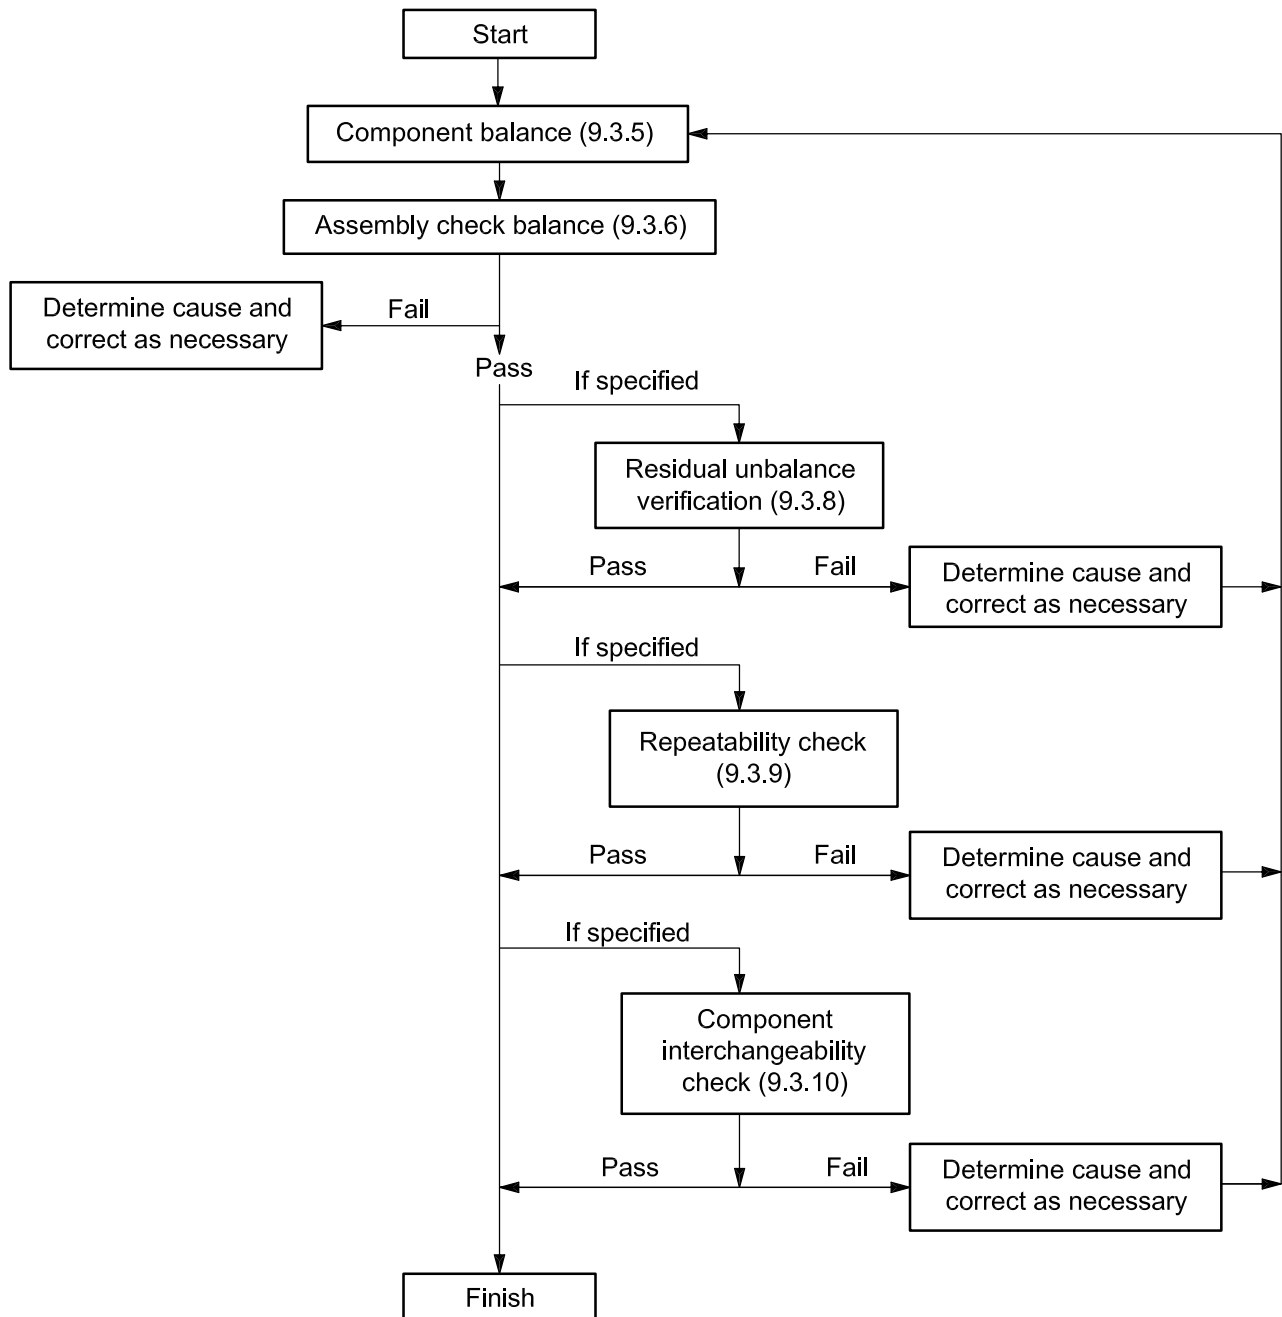 Start
Component balance (9.3.5)
Assembly check balance (9.3.6)
Determine cause and
correct as necessary
Fail
Pass
If specified
Residual unbalance
verification (9.3.8)
Pass
Fail
Determine cause and
correct as necessary
If specified
Repeatability check
(9.3.9)
Pass
Fail
Determine cause and
correct as necessary
If specified
Component
interchangeability
check (9.3.10)
Pass
Fail
Determine cause and
correct as necessary
Finish